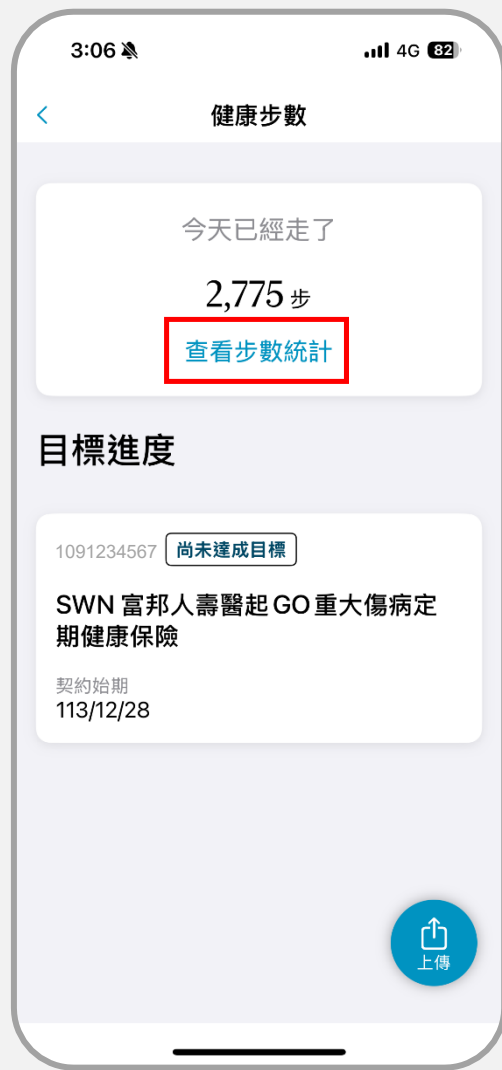 3:06
4G 82
健康步數
今天已經走了
2,775 步
查看步數統計
目標進度
1091234567 尚未達成目標
SWN 富邦人壽醫起GO重大傷病定
期健康保險
契約始期
113/12/28
上傳